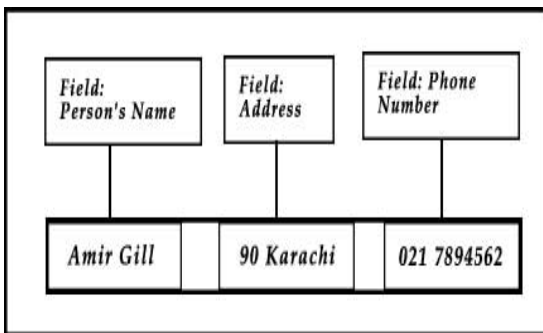 Field:
Person's Name
Field:
Address
Field: Phone
Number
Amir Gill
90 Karachi
021 7894562